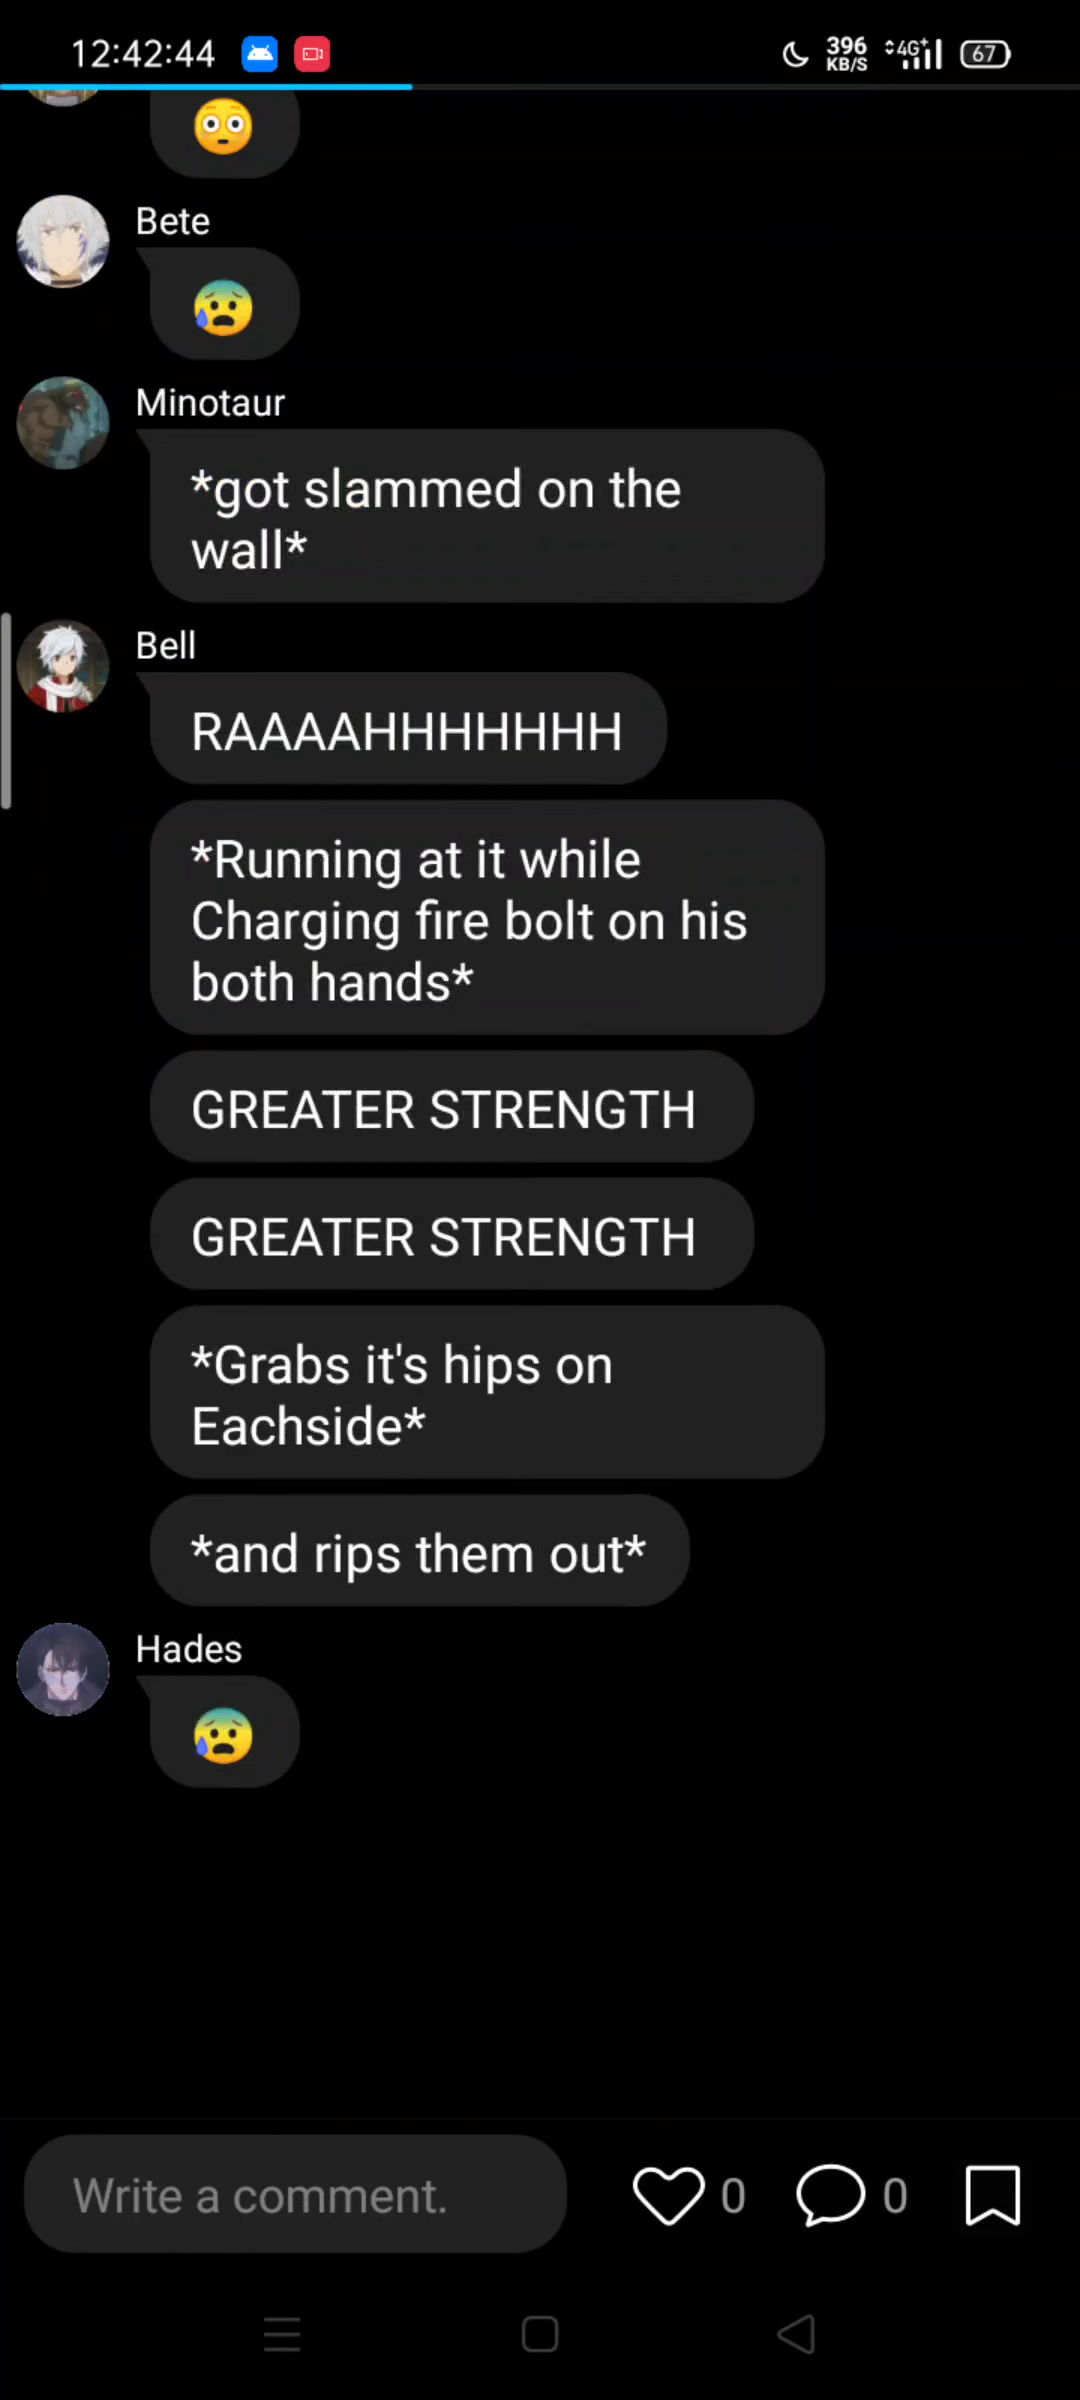 12:42:44
396
KB/S
4G+
67
😳
Bete
😰
Minotaur
*got slammed on the
wall*
Bell
RAAAAHHHHHHH
*Running at it while
Charging fire bolt on his
both hands*
GREATER STRENGTH
GREATER STRENGTH
*Grabs it's hips on
Eachside*
*and rips them out*
Hades
😰
Write a comment.
0
0